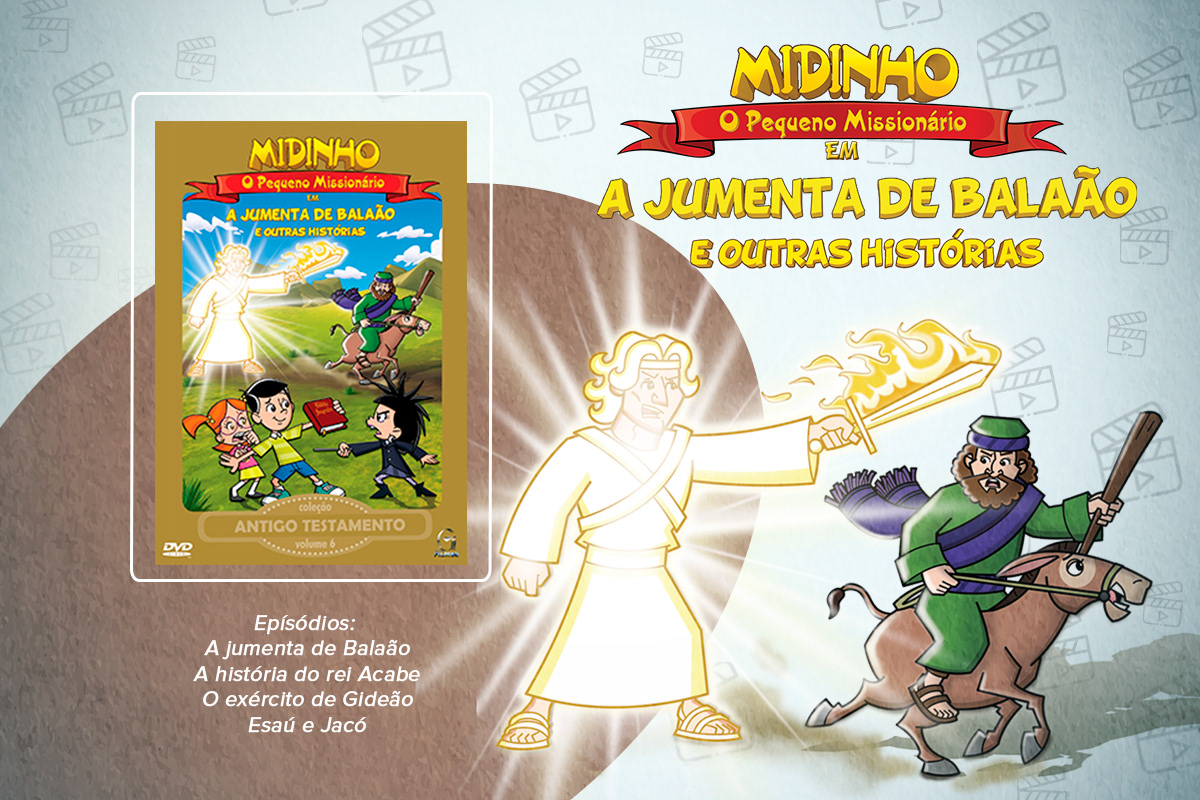 MIDINHO
O Pequeno Missionário
EM
A JUMENTA DE BALAÃO
E OUTRAS HISTÓRIAS
MIDINHO
O Pequeno Missionário
EM
A JUMENTA DE BALAÃO
E OUTRAS HISTÓRIAS
coleção
ANTIGO TESTAMENTO
volume 6
DVD
Epísódios:
A jumenta de Balaão
A história do rei Acabe
O exército de Gideão
Esaú e Jacó